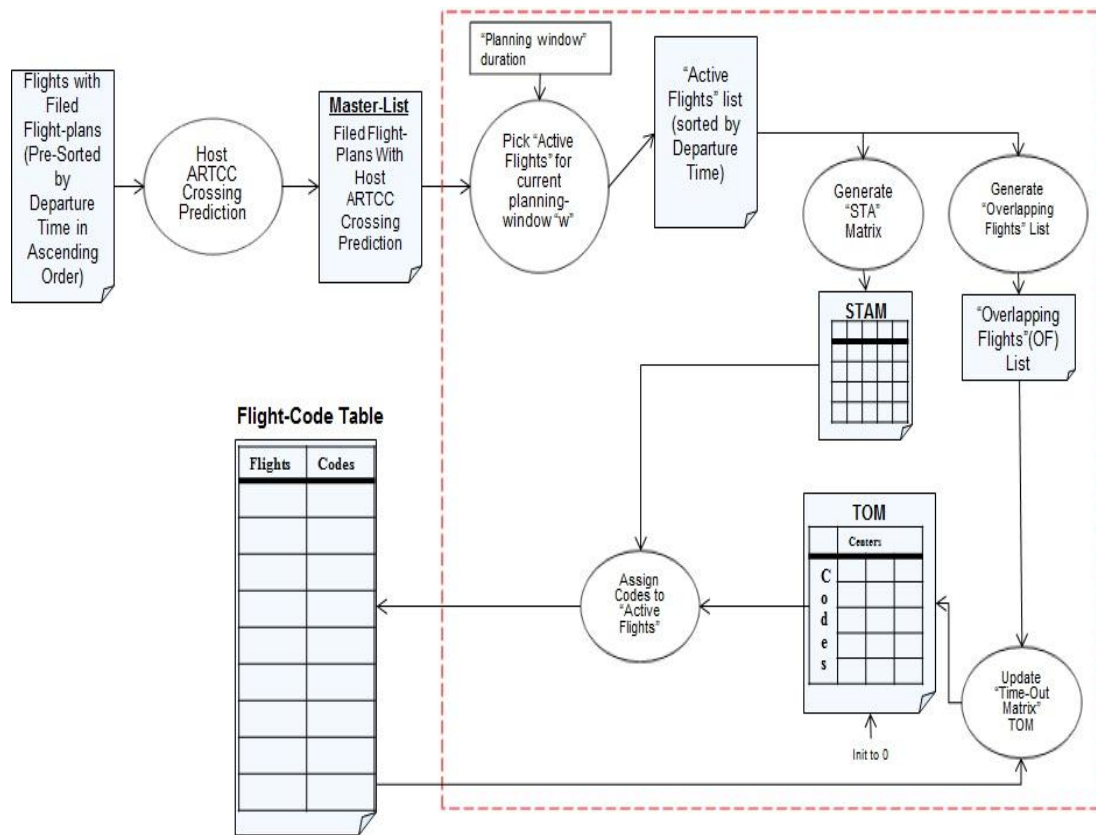 Flights with
Filed
Flight-plans
(Pre-Sorted
by
Departure
Time in
Ascending
Order)
Host
ARTCC
Crossing
Prediction
Master-List
Filed Flight-
Plans With
Host
ARTCC
Crossing
Prediction
“Planning window”
duration
Pick “Active
Flights” for
current
planning-
window “w”
“Active
Flights” list
(sorted by
Departure
Time)
Generate
“STA”
Matrix
Generate
“Overlapping
Flights” List
STAM
“Overlapping
Flights”(OF)
List
Flight-Code Table
Flights Codes
Assign
Codes to
“Active
Flights”
TOM
Centers
C
o
d
e
s
Init to 0
Update
“Time-Out
Matrix”
TOM